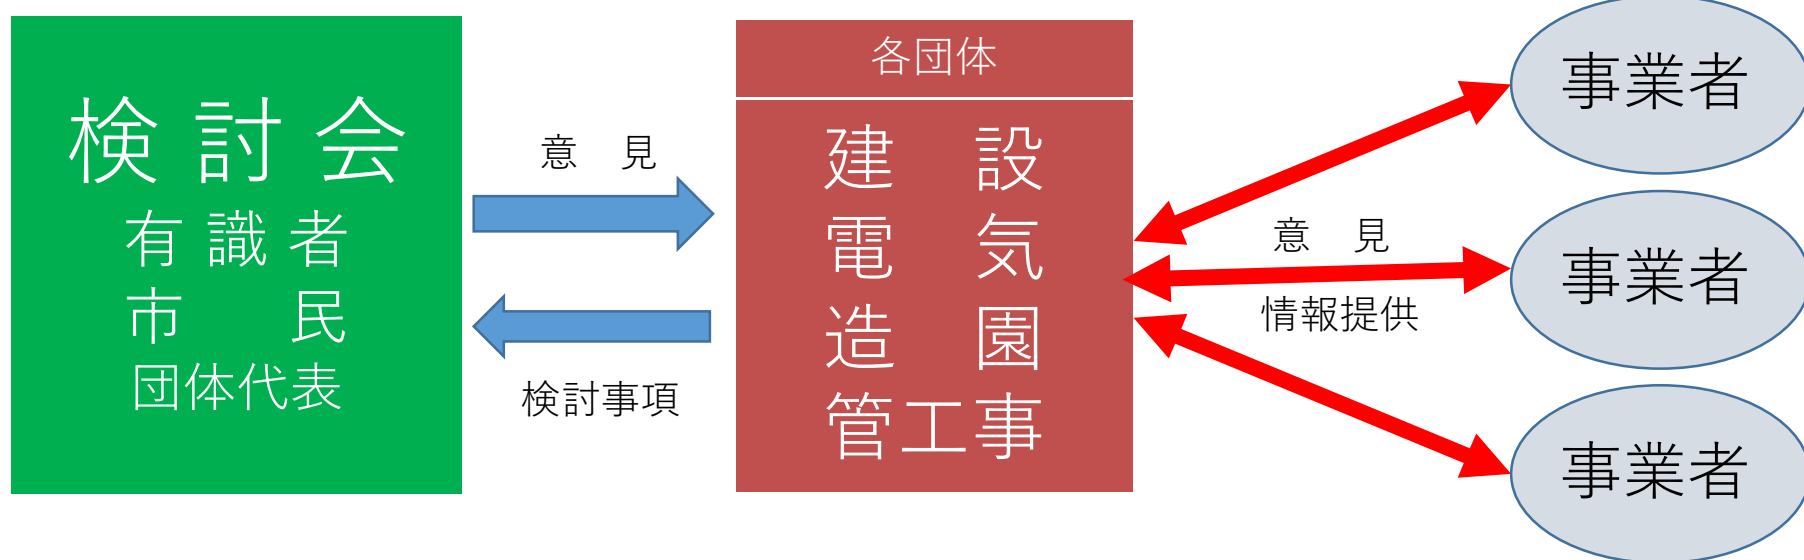 検討会
有識者
市　民
団体代表
意　見
検討事項
各団体
建　設
電　気
造　園
管工事
意　見
情報提供
事業者
事業者
事業者